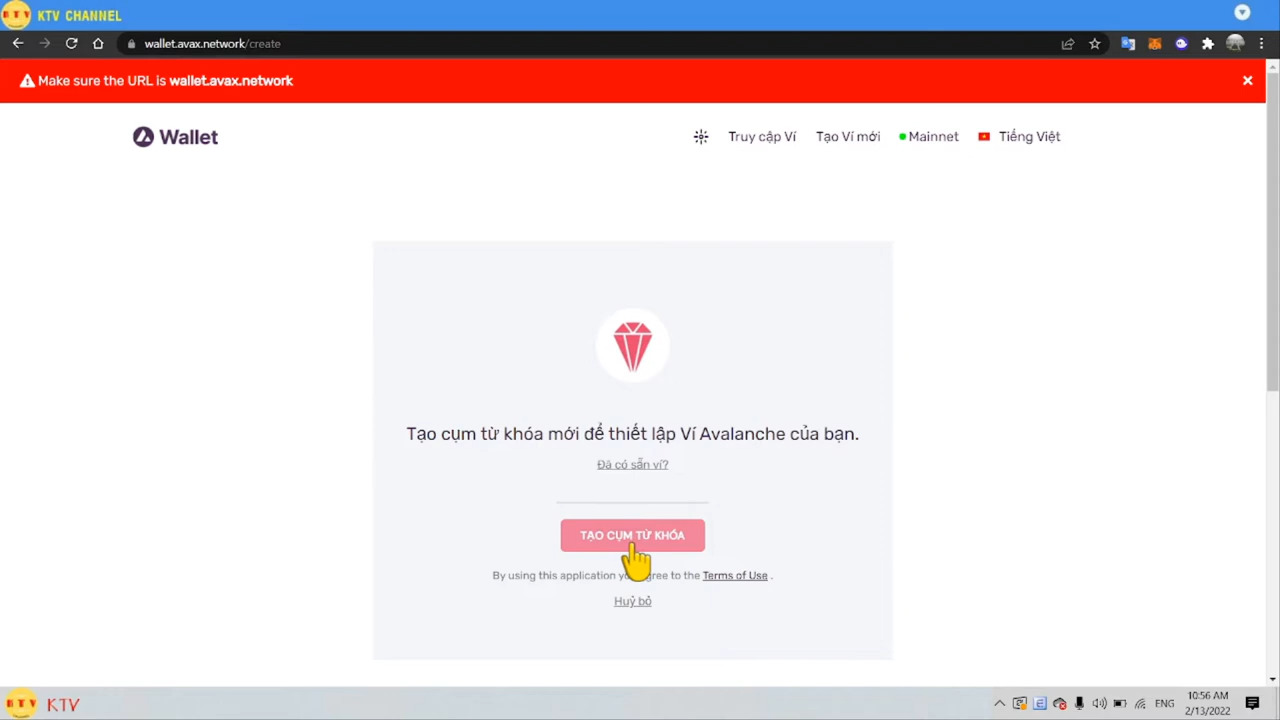 KTV CHANNEL
wallet.avax.network/create
Make sure the URL is wallet.avax.network
Wallet
Truy cập Ví
Tạo Ví mới
Mainnet
Tiếng Việt
Tạo cụm từ khóa mới để thiết lập Ví Avalanche của bạn.
Đã có sẵn ví?
TẠO CỤM TỪ KHÓA
By using this application you agree to the Terms of Use .
Huỷ bỏ
KTV KTV
ENG
10:56 AM
2/13/2022